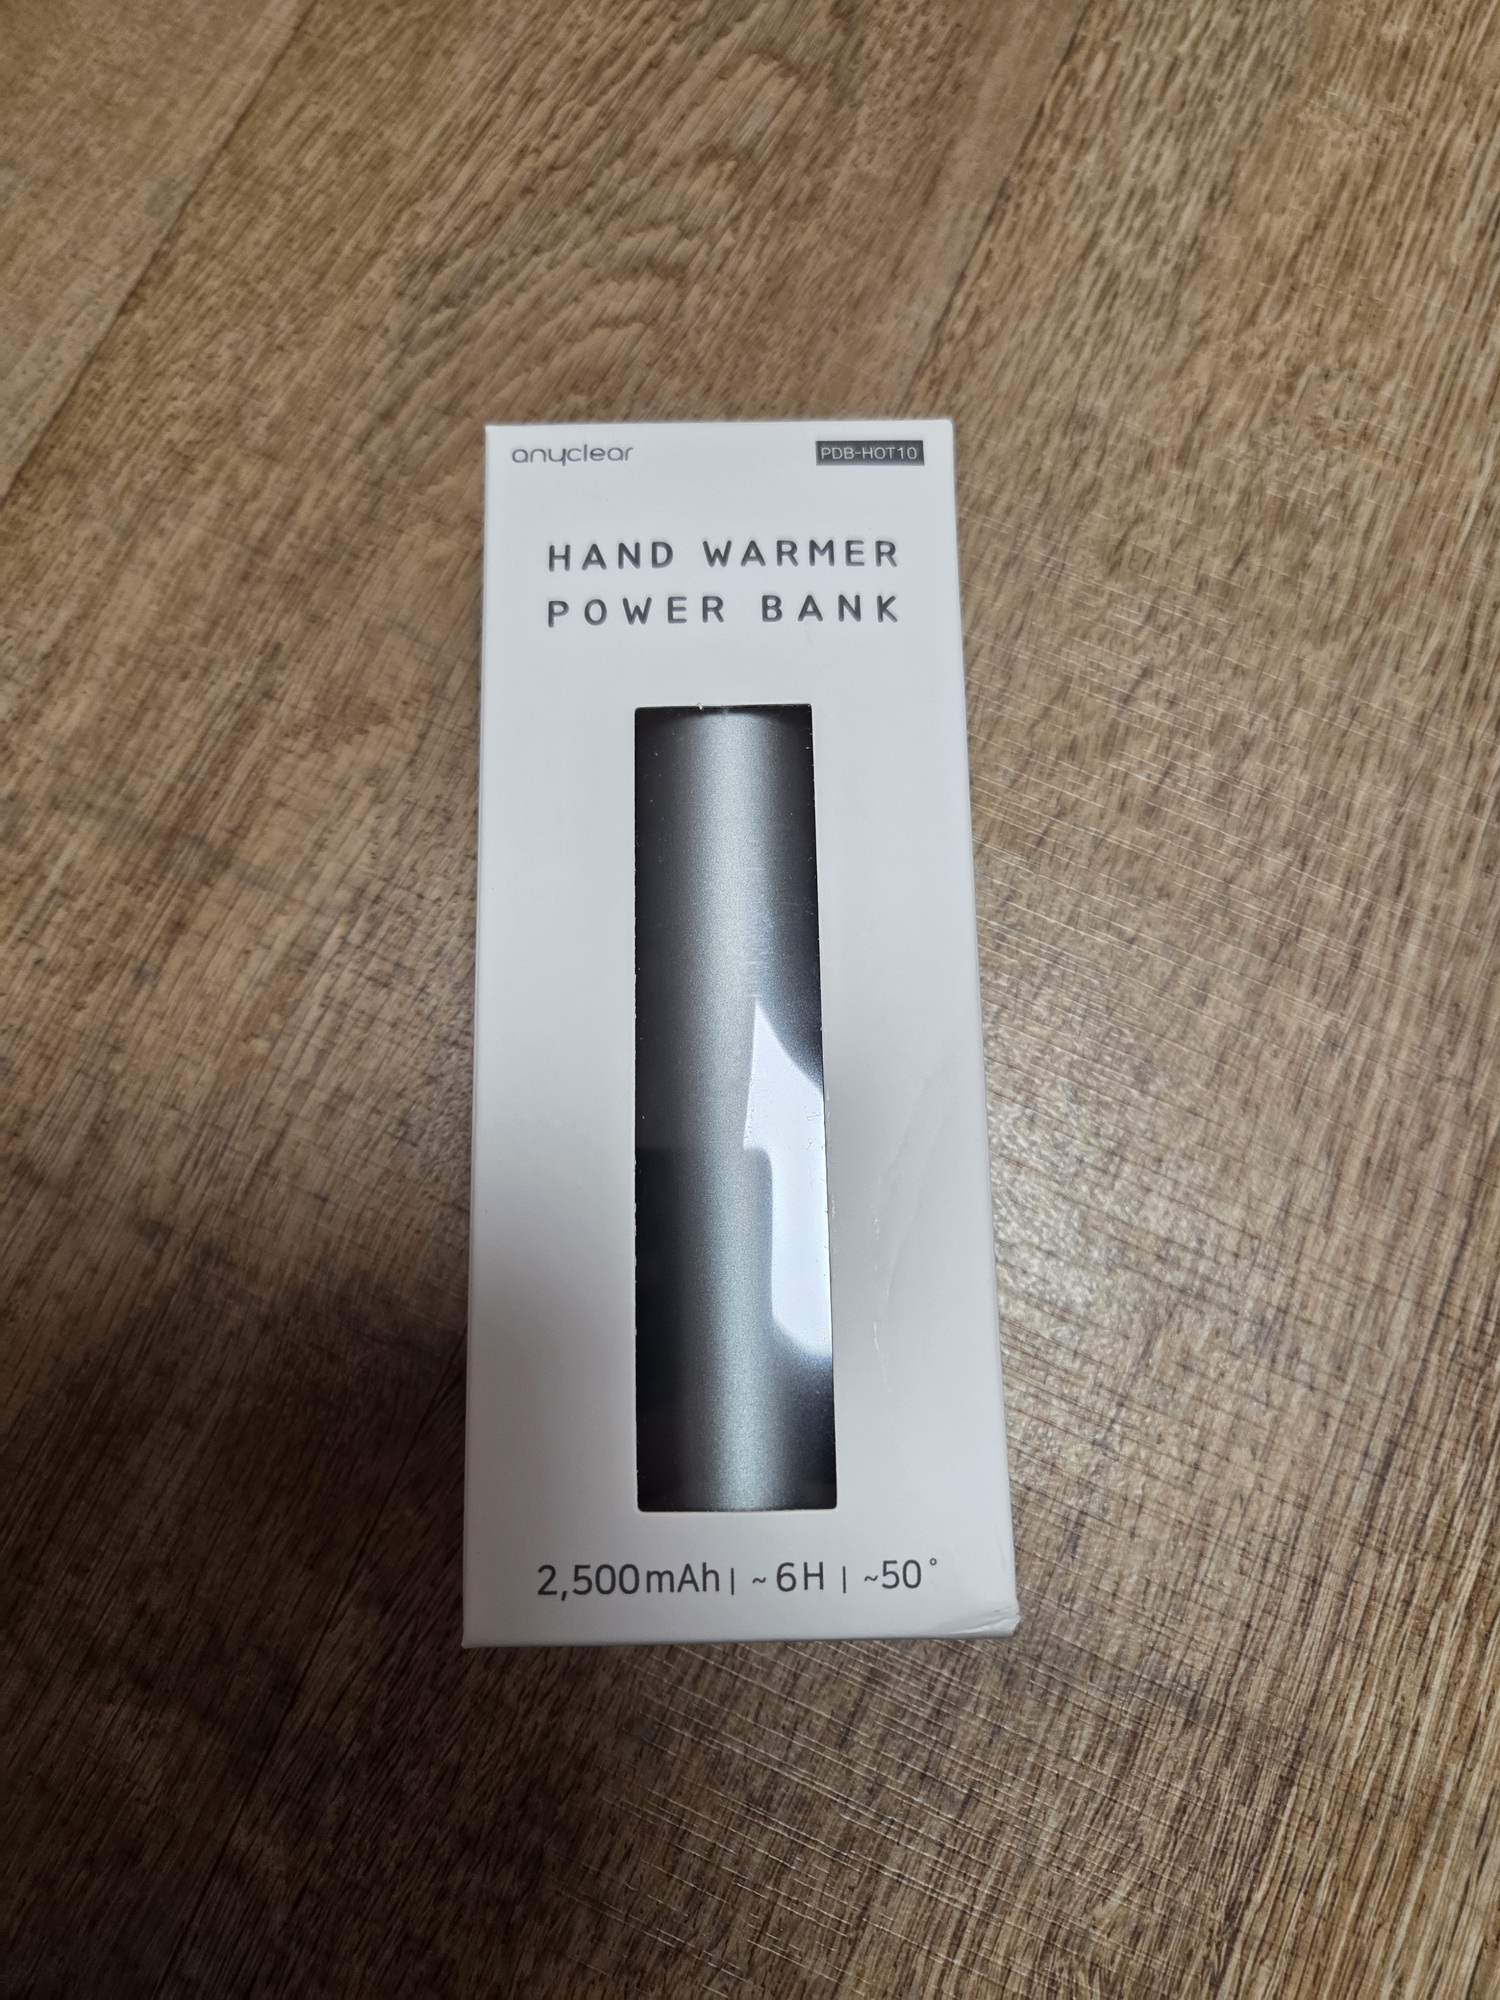 anyclear
PDB-HOT10
HAND WARMER
POWER BANK
2,500mAh | ~6H | ~50°